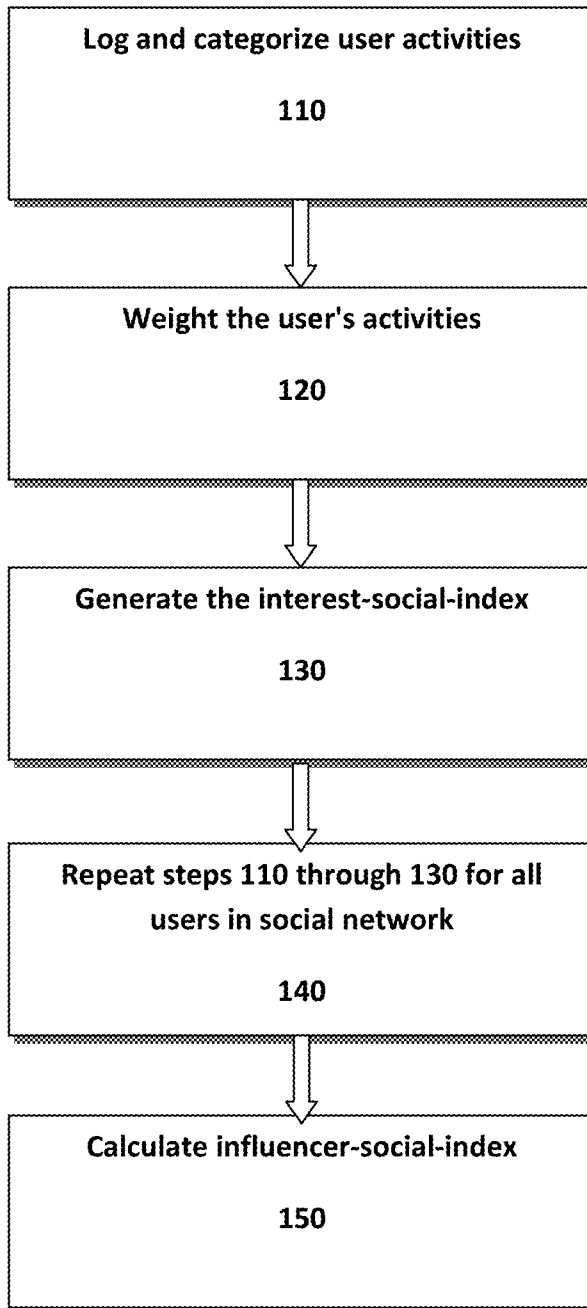 Log and categorize user activities
110
Weight the user's activities
120
Generate the interest-social-index
130
Repeat steps 110 through 130 for all
users in social network
140
Calculate influencer-social-index
150